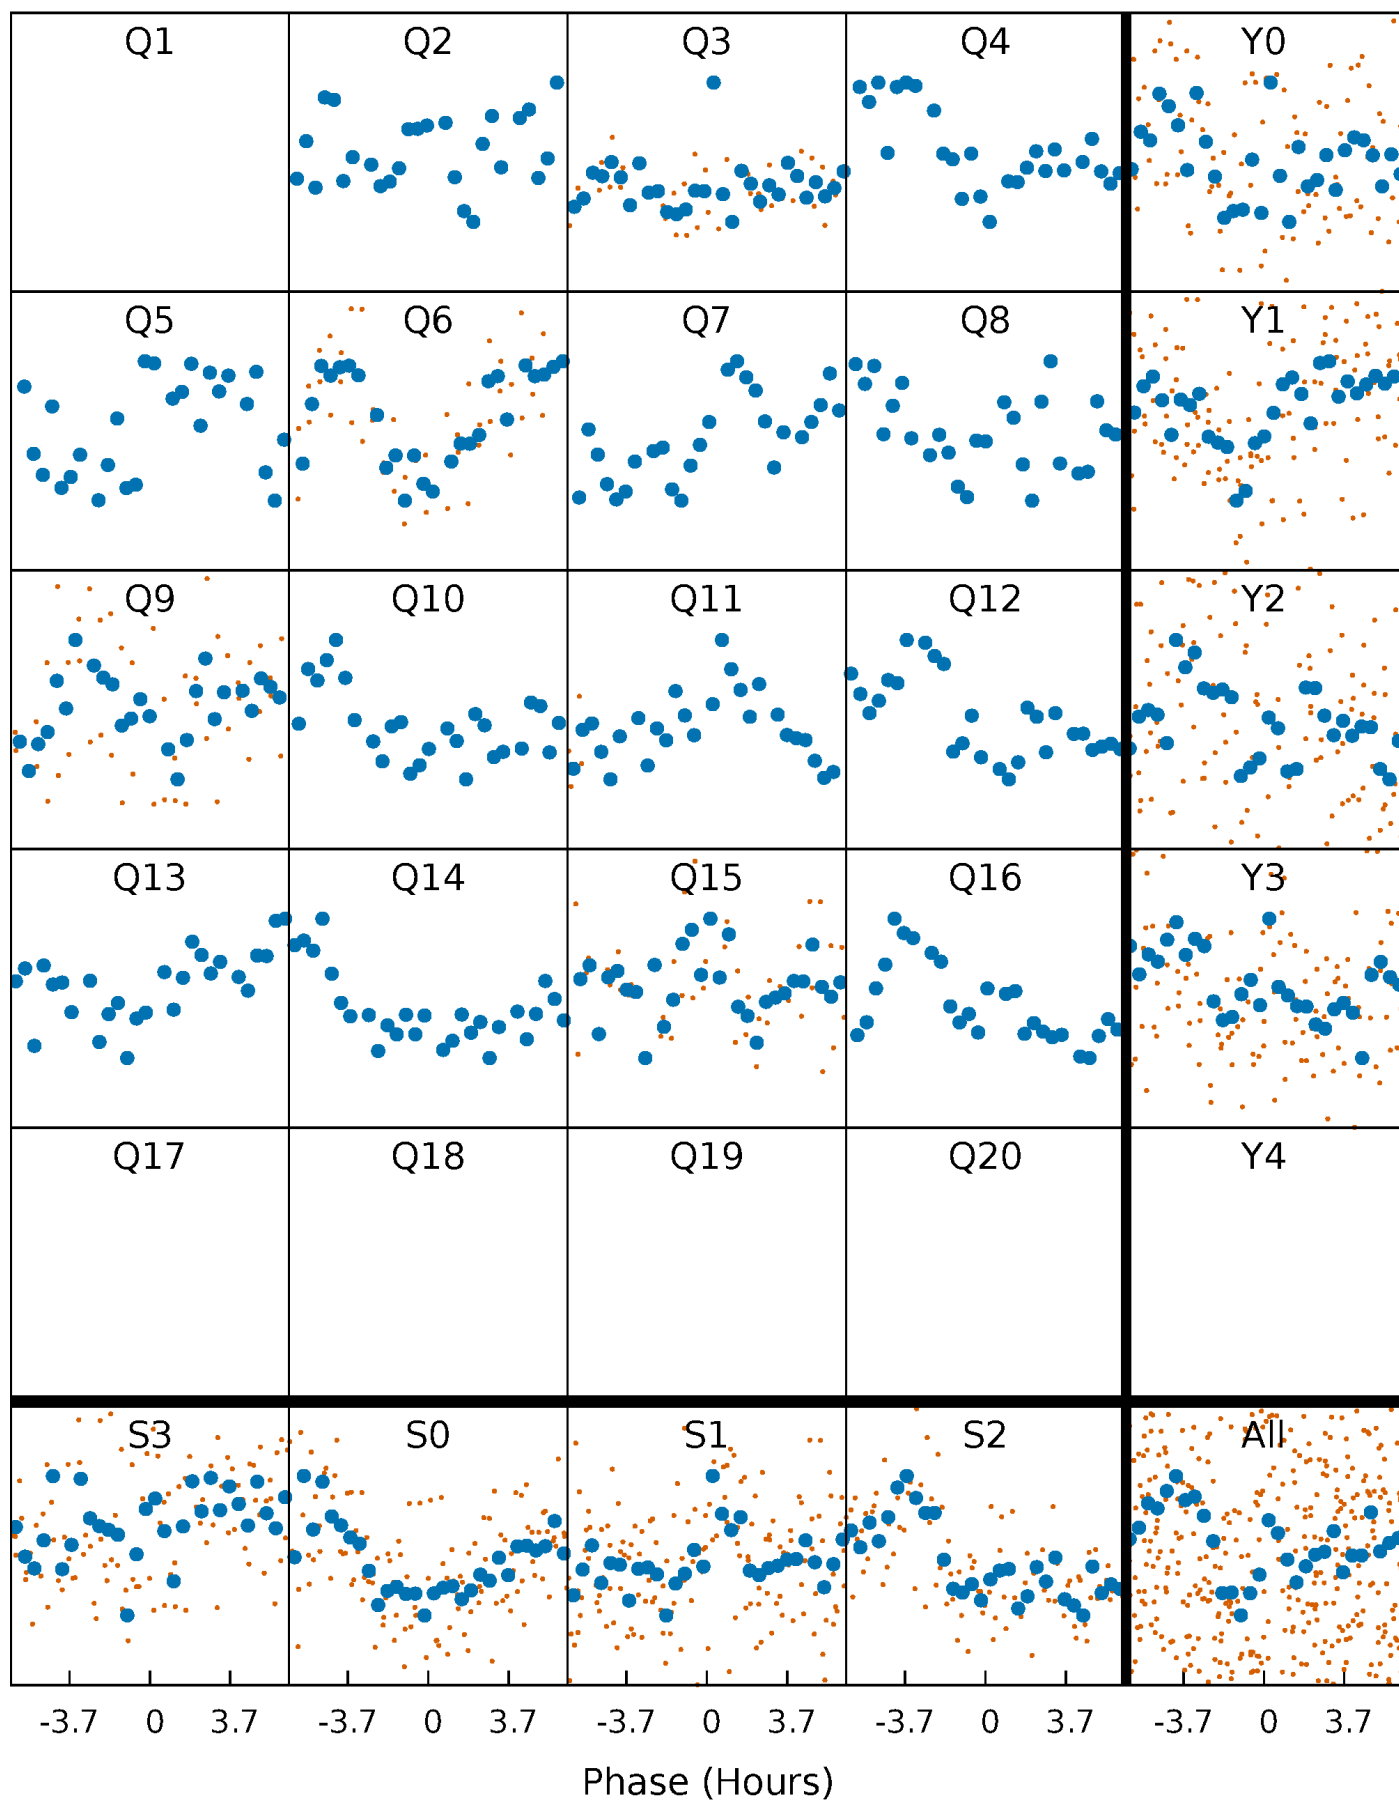 Q1 Q2 Q3 Q4 Y0
Q5 Q6 Q7 Q8 Y1
Q9 Q10 Q11 Q12 Y2
Q13 Q14 Q15 Q16 Y3
Q17 Q18 Q19 Q20 Y4
S3 S0 S1 S2 All
-3.7 0 3.7 -3.7 0 3.7 -3.7 0 3.7 -3.7 0 3.7 -3.7 0 3.7
Phase (Hours)